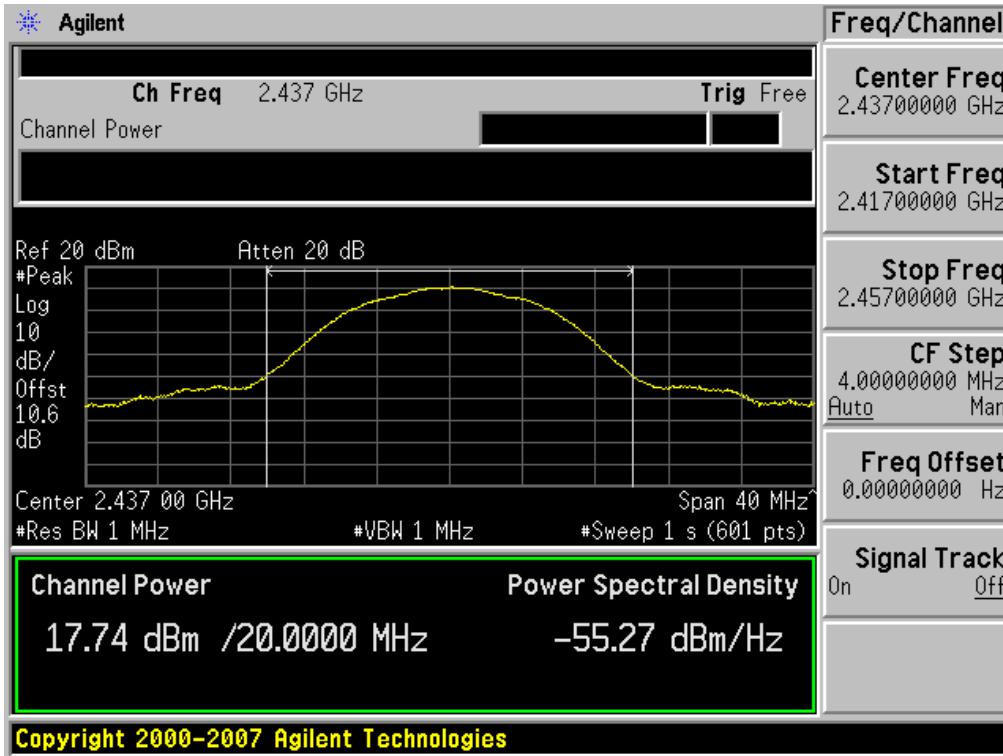 Agilent
Freq/Channel
Ch Freq 2.437 GHz Trig Free
Channel Power
Center Freq
2.43700000 GHz
Start Freq
2.41700000 GHz
Stop Freq
2.45700000 GHz
CF Step
4.00000000 MHz
Auto Man
Freq Offset
0.00000000 Hz
Signal Track
On Off
Ref 20 dBm Atten 20 dB
#Peak
Log
10
dB/
Offst
10.6
dB
Center 2.437 00 GHz Span 40 MHz^
#Res BW 1 MHz #VBW 1 MHz #Sweep 1 s (601 pts)
Channel Power Power Spectral Density
17.74 dBm /20.0000 MHz -55.27 dBm/Hz
Copyright 2000-2007 Agilent Technologies